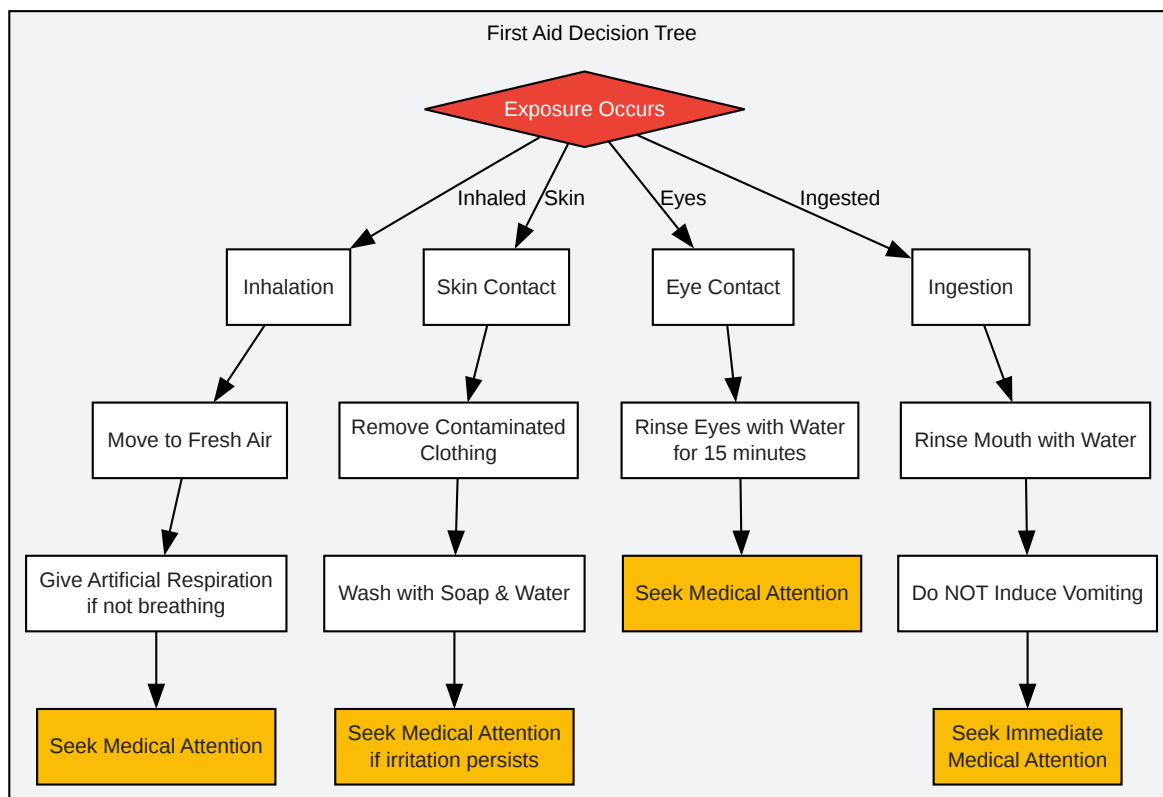 First Aid Decision Tree
Exposure Occurs
Inhaled
Skin
Eyes
Ingested
Inhalation
Skin Contact
Eye Contact
Ingestion
Move to Fresh Air
Remove Contaminated
Clothing
Rinse Eyes with Water
for 15 minutes
Rinse Mouth with Water
Give Artificial Respiration
if not breathing
Wash with Soap & Water
Seek Medical Attention
Do NOT Induce Vomiting
Seek Medical Attention
Seek Medical Attention
if irritation persists
Seek Immediate
Medical Attention